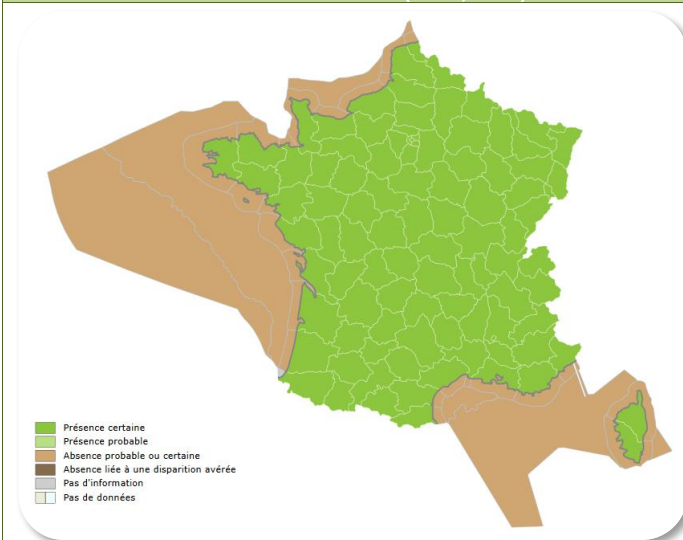 Présence certaine
Présence probable
Absence probable ou certaine
Absence liée à une disparition avérée
Pas d'information
Pas de données